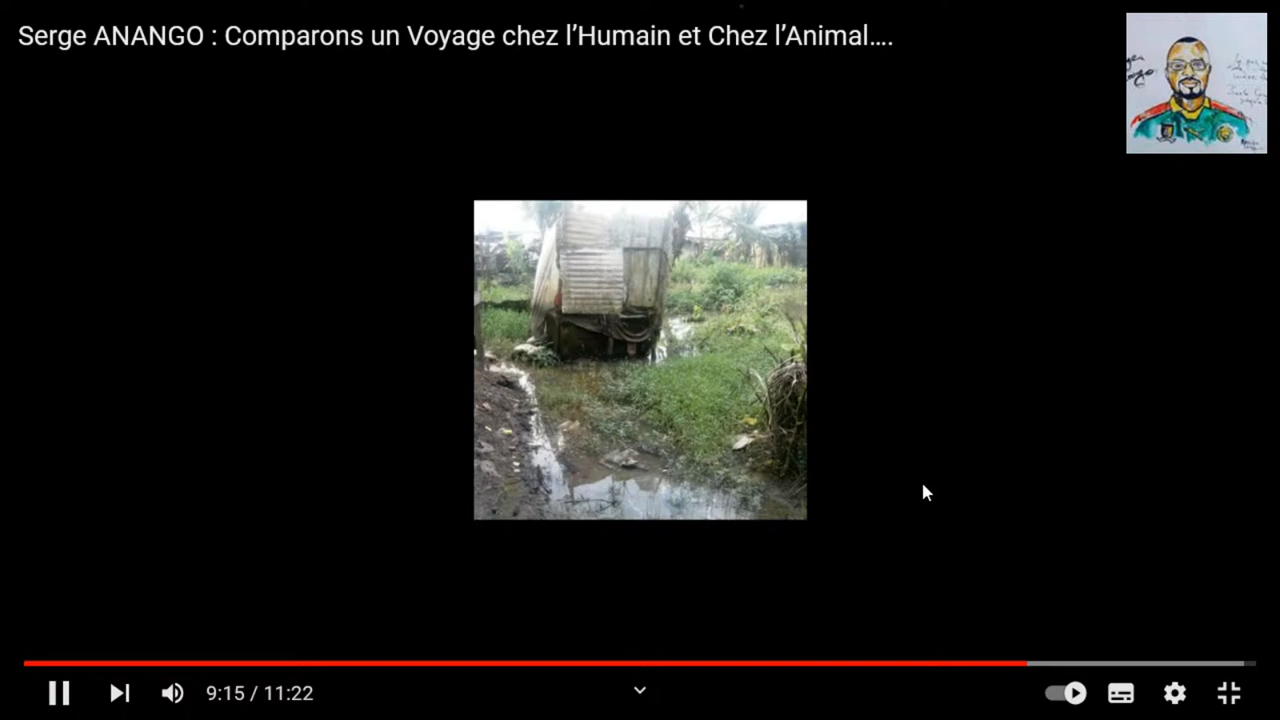 Serge ANANGO : Comparons un Voyage chez l’Humain et Chez l’Animal….
9:15 / 11:22